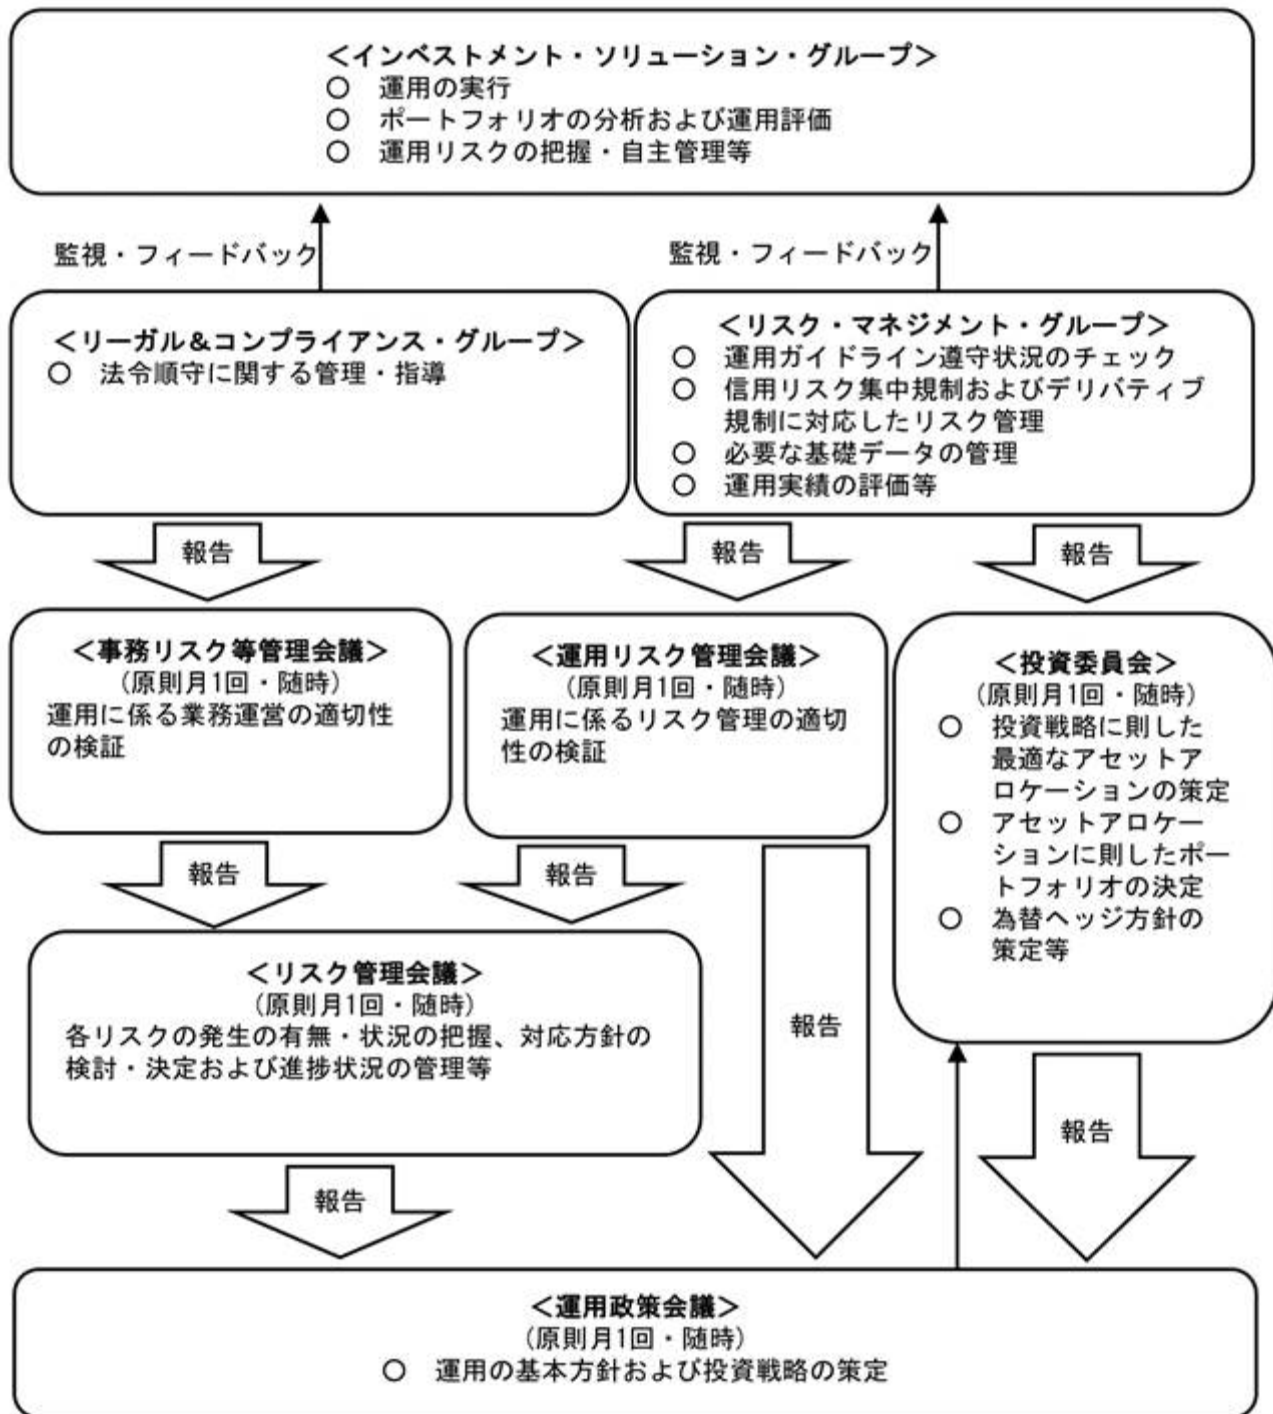 <インベストメント・ソリューション・グループ>
○ 運用の実行
○ ポートフォリオの分析および運用評価
○ 運用リスクの把握・自主管理等
監視・フィードバック
監視・フィードバック
<リーガル&コンプライアンス・グループ>
○ 法令順守に関する管理・指導
<リスク・マネジメント・グループ>
○ 運用ガイドライン遵守状況のチェック
○ 信用リスク集中規制およびデリバティブ
規制に対応したリスク管理
○ 必要な基礎データの管理
○ 運用実績の評価等
報告
報告
報告
<事務リスク等管理会議>
(原則月1回・随時)
運用に係る業務運営の適切性
の検証
<運用リスク管理会議>
(原則月1回・随時)
運用に係るリスク管理の適切
性の検証
<投資委員会>
(原則月1回・随時)
○ 投資戦略に則した
最適なアセットア
ロケーションの策定
○ アセットアロケー
ションに則したポー
トフォリオの決定
○ 為替ヘッジ方針の
策定等
報告
報告
<リスク管理会議>
(原則月1回・随時)
各リスクの発生の有無・状況の把握、対応方針の
検討・決定および進捗状況の管理等
報告
報告
報告
<運用政策会議>
(原則月1回・随時)
○ 運用の基本方針および投資戦略の策定